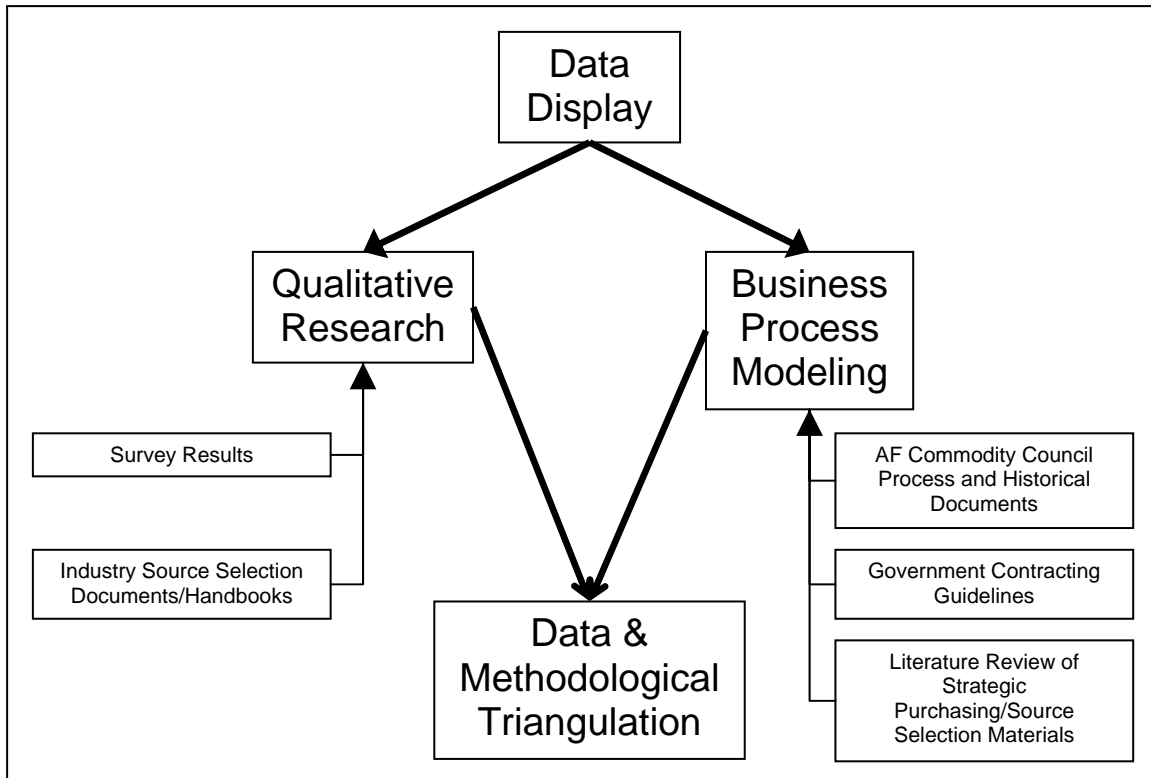 Data
Display
Qualitative
Research
Business
Process
Modeling
Survey Results
Industry Source Selection
Documents/Handbooks
AF Commodity Council
Process and Historical
Documents
Government Contracting
Guidelines
Literature Review of
Strategic
Purchasing/Source
Selection Materials
Data &
Methodological
Triangulation